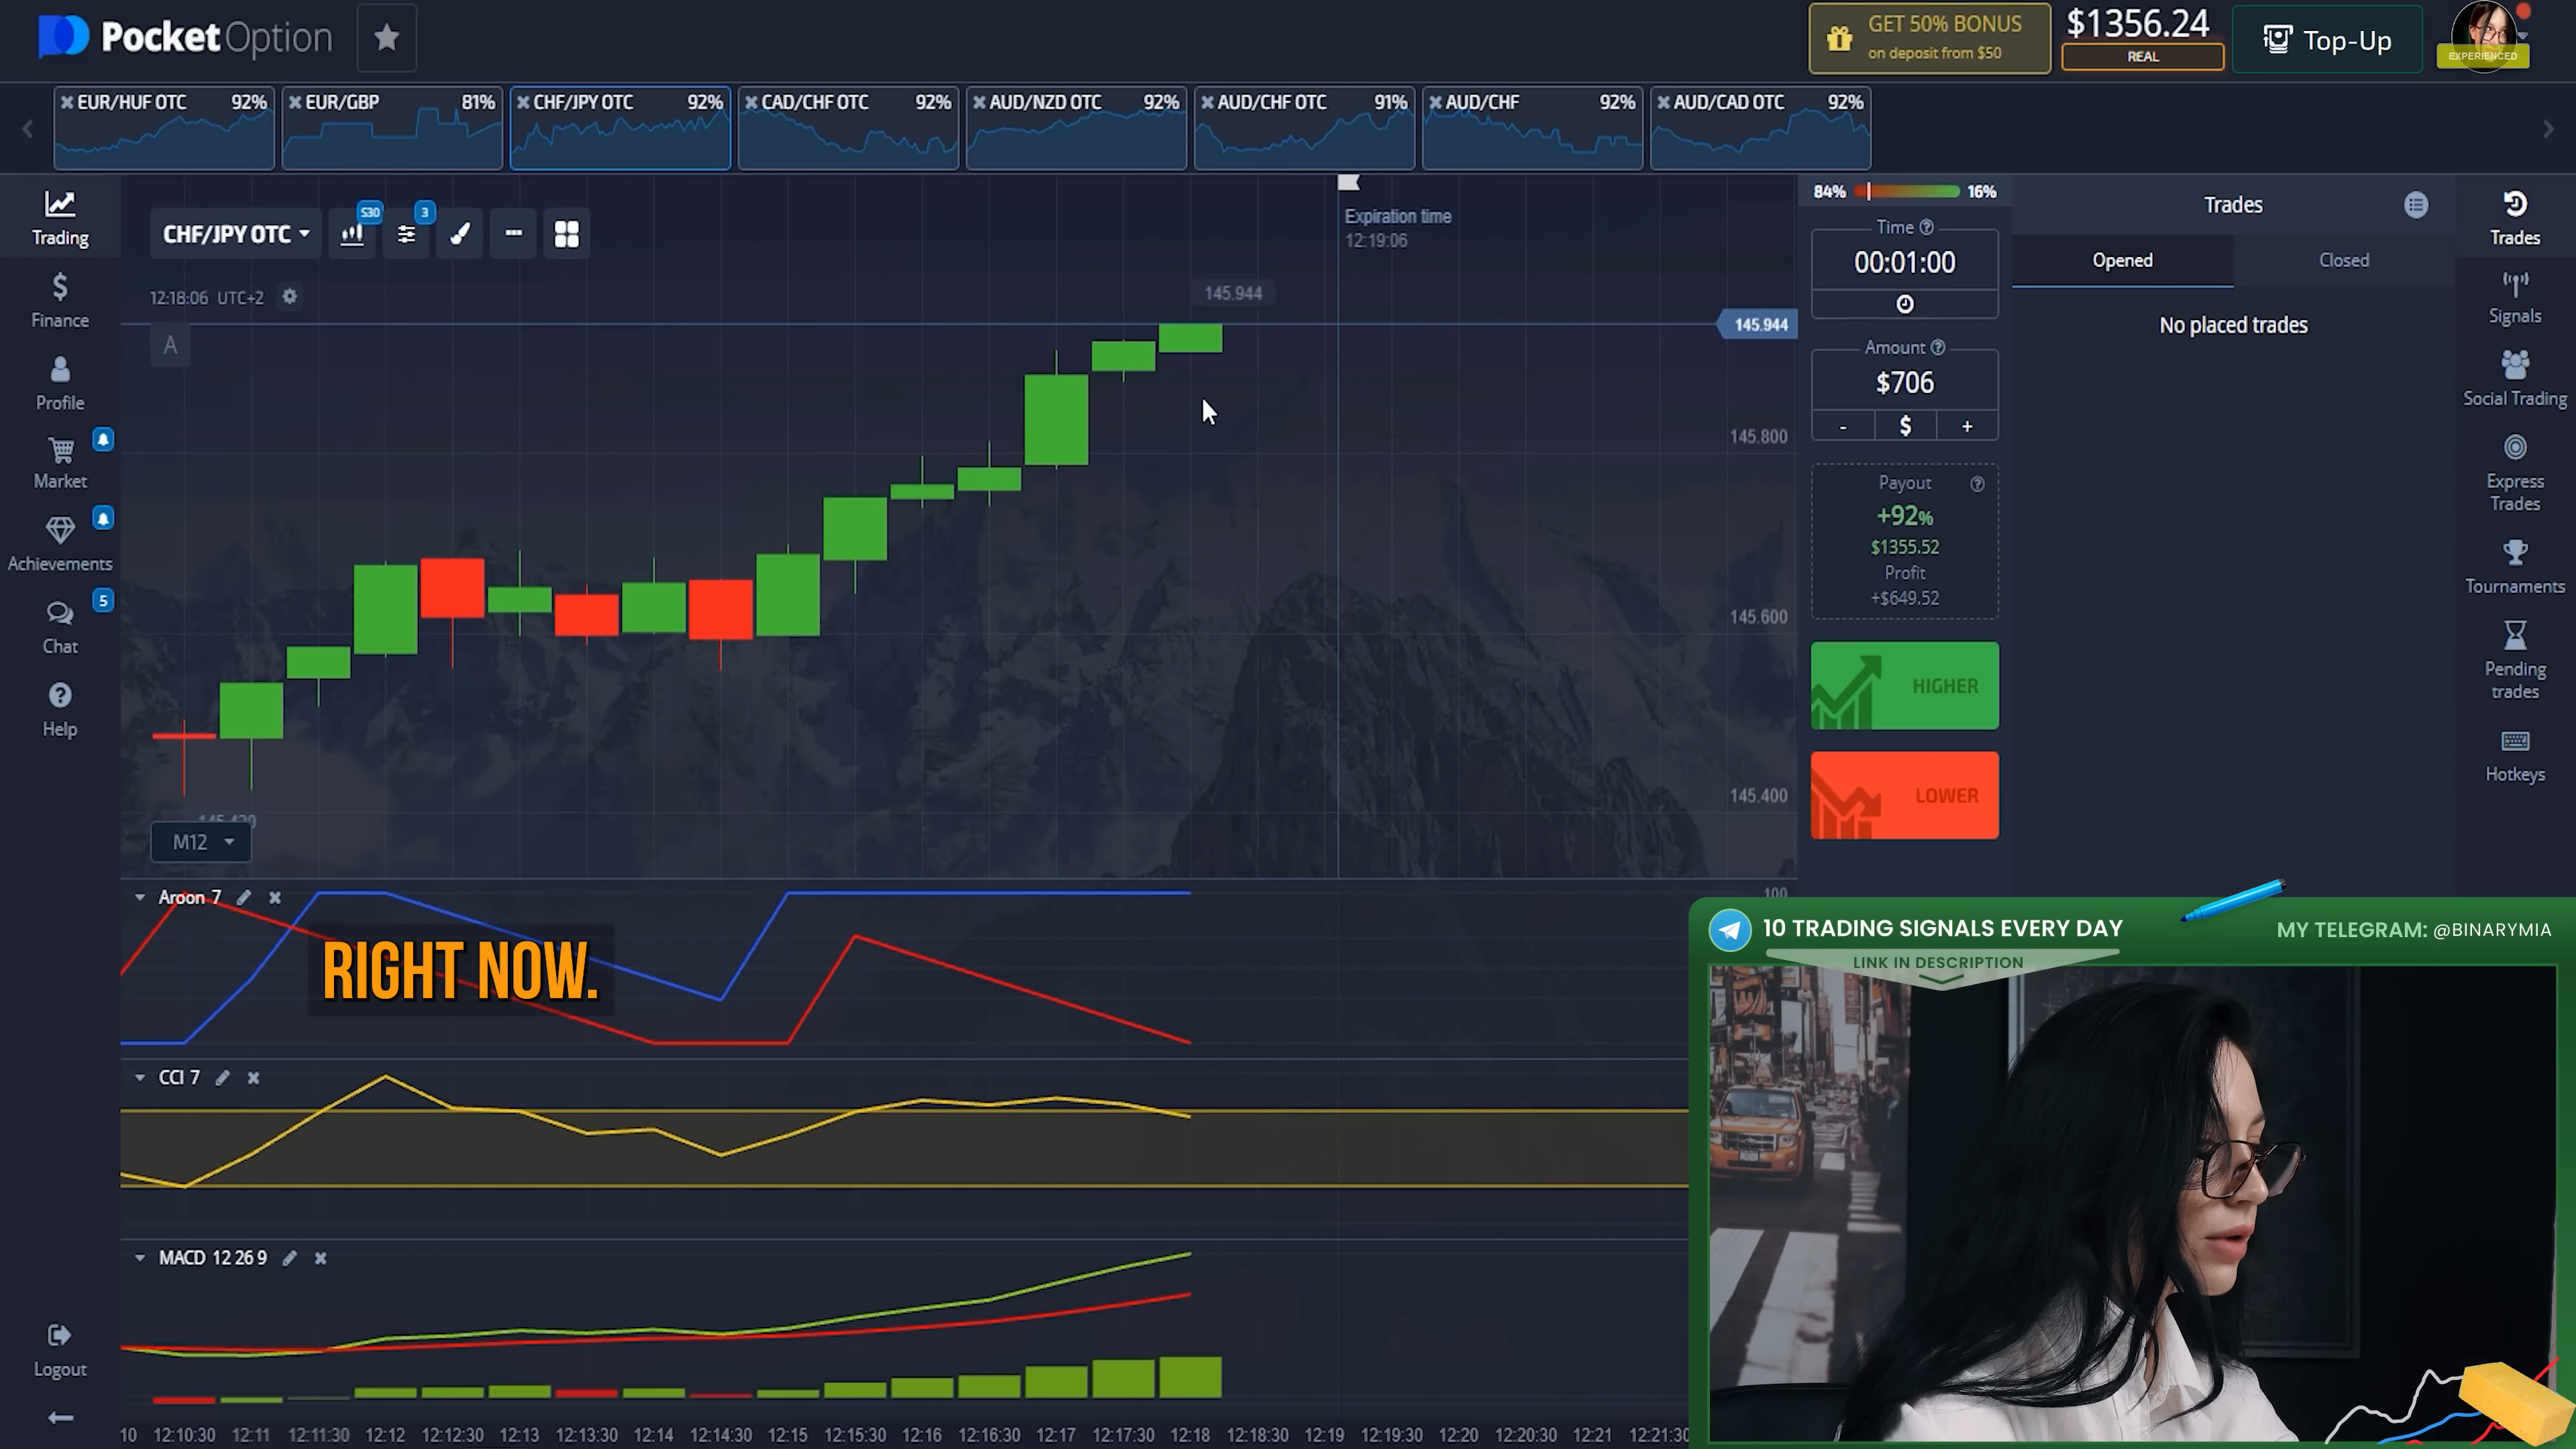 PocketOption
GET 50% BONUS
on deposit from $50
$1356.24
REAL
Top-Up
EXPERIENCED
EUR/HUF OTC 92%
EUR/GBP 81%
CHF/JPY OTC 92%
CAD/CHF OTC 92%
AUD/NZD OTC 92%
AUD/CHF OTC 91%
AUD/CHF 92%
AUD/CAD OTC 92%
Trading
Finance
Profile
Market
Achievements
5
Chat
Help
Logout
CHF/JPY OTC
S30
3
12:18:06 UTC+2
A
Expiration time
12:19:06
145.944
145.944
145.800
145.600
145.400
M12
84% 16%
Time
00:01:00
Amount
$706
- $ +
Payout
+92%
$1355.52
Profit
+$649.52
HIGHER
LOWER
Trades
Opened
Closed
No placed trades
Trades
Signals
Social Trading
Express
Trades
Tournaments
Pending
trades
Hotkeys
Aroon 7
100
RIGHT NOW.
CCI 7
MACD 12 26 9
10 12:10:30 12:11 12:11:30 12:12 12:12:30 12:13 12:13:30 12:14 12:14:30 12:15 12:15:30 12:16 12:16:30 12:17 12:17:30 12:18 12:18:30 12:19 12:19:30 12:20 12:20:30 12:21 12:21:30
10 TRADING SIGNALS EVERY DAY
LINK IN DESCRIPTION
MY TELEGRAM: @BINARYMIA